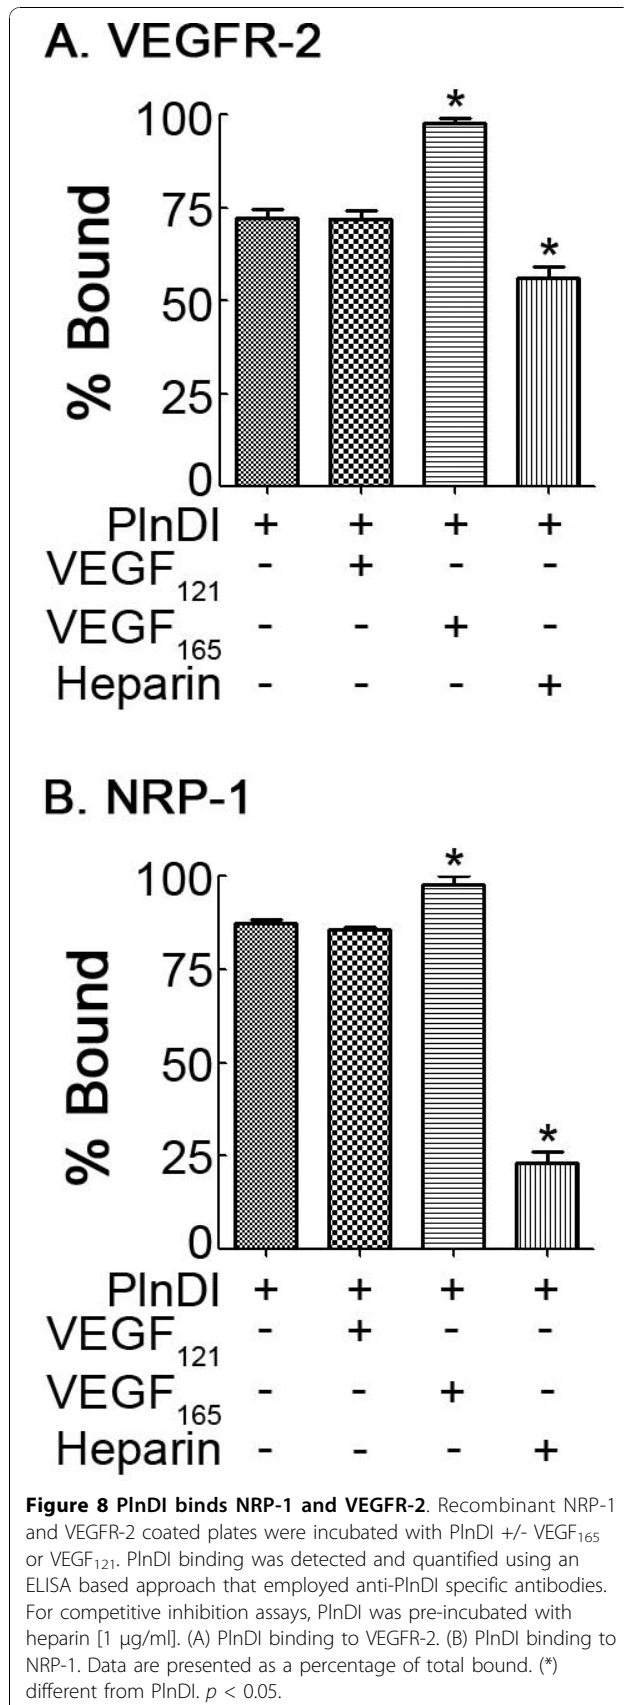 A. VEGFR-2
*
100
*
75
% Bound
50
25
0
PlnDI + + + +
VEGF₁₂₁ - + - -
VEGF₁₆₅ - - + -
Heparin - - - +
B. NRP-1
*
100
75
% Bound
50
*
25
0
PlnDI + + + +
VEGF₁₂₁ - + - -
VEGF₁₆₅ - - + -
Heparin - - - +
Figure 8 PlnDI binds NRP-1 and VEGFR-2. Recombinant NRP-1
and VEGFR-2 coated plates were incubated with PlnDI +/- VEGF₁₆₅
or VEGF₁₂₁. PlnDI binding was detected and quantified using an
ELISA based approach that employed anti-PlnDI specific antibodies.
For competitive inhibition assays, PlnDI was pre-incubated with
heparin [1 μg/ml]. (A) PlnDI binding to VEGFR-2. (B) PlnDI binding to
NRP-1. Data are presented as a percentage of total bound. (*)
different from PlnDI. p < 0.05.